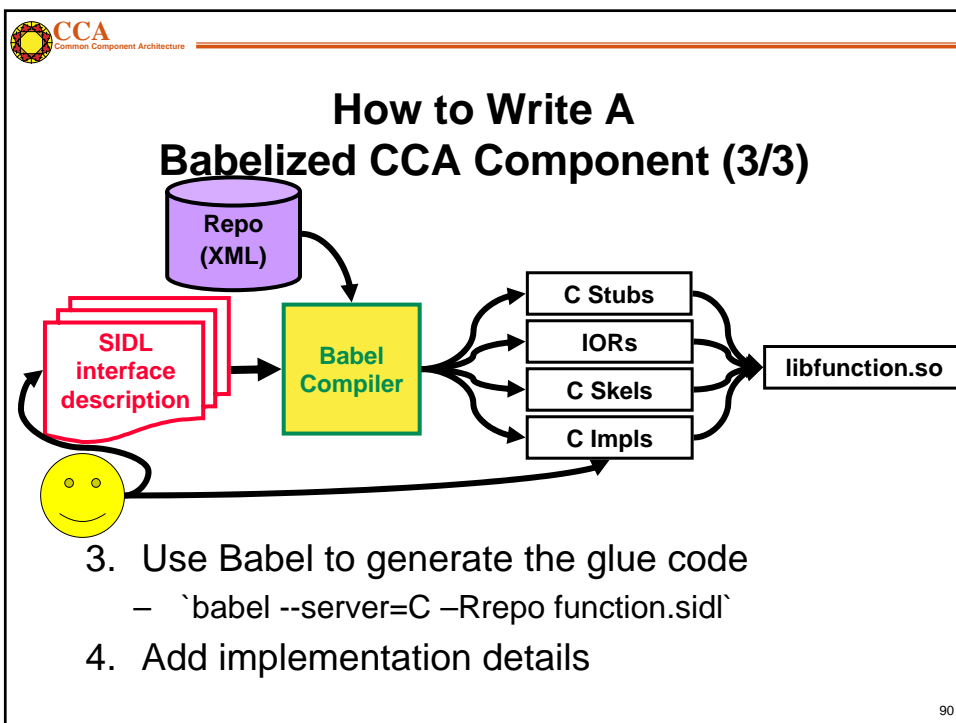 CCA
Common Component Architecture
How to Write A
Babelized CCA Component (3/3)
Repo
(XML)
SIDL
interface
description
Babel
Compiler
C Stubs
IORs
C Skels
C Impls
libfunction.so
3. Use Babel to generate the glue code
– `babel --server=C –Rrepo function.sidl`
4. Add implementation details
90